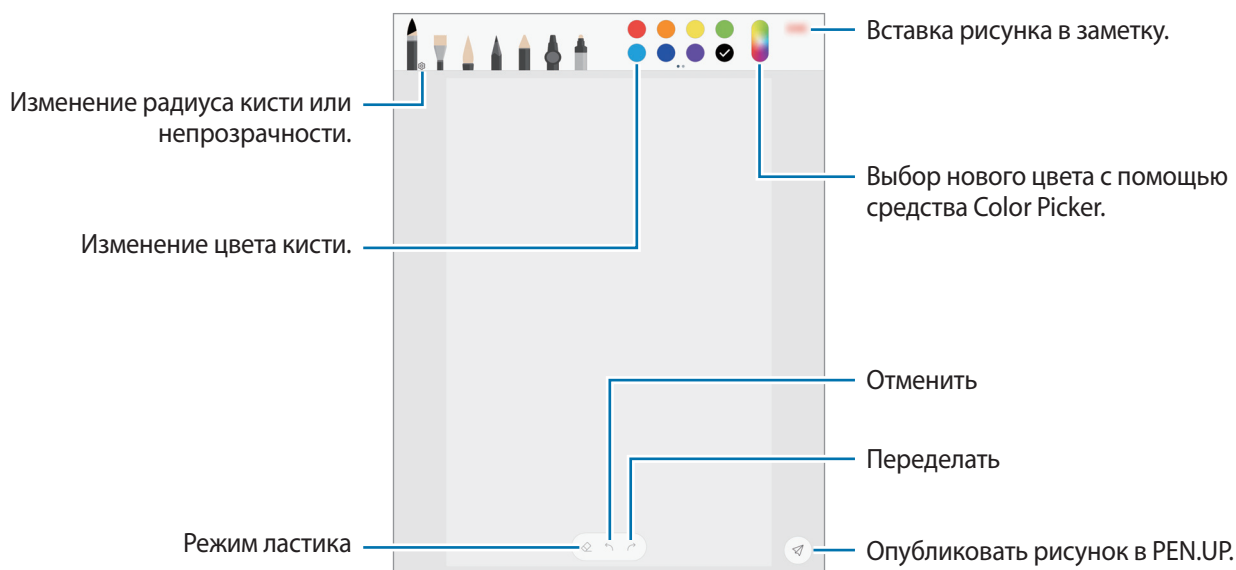 Вставка рисунка в заметку.
Изменение радиуса кисти или
непрозрачности.
Выбор нового цвета с помощью
средства Color Picker.
Изменение цвета кисти.
Отменить
Переделать
Режим ластика
Опубликовать рисунок в PEN.UP.